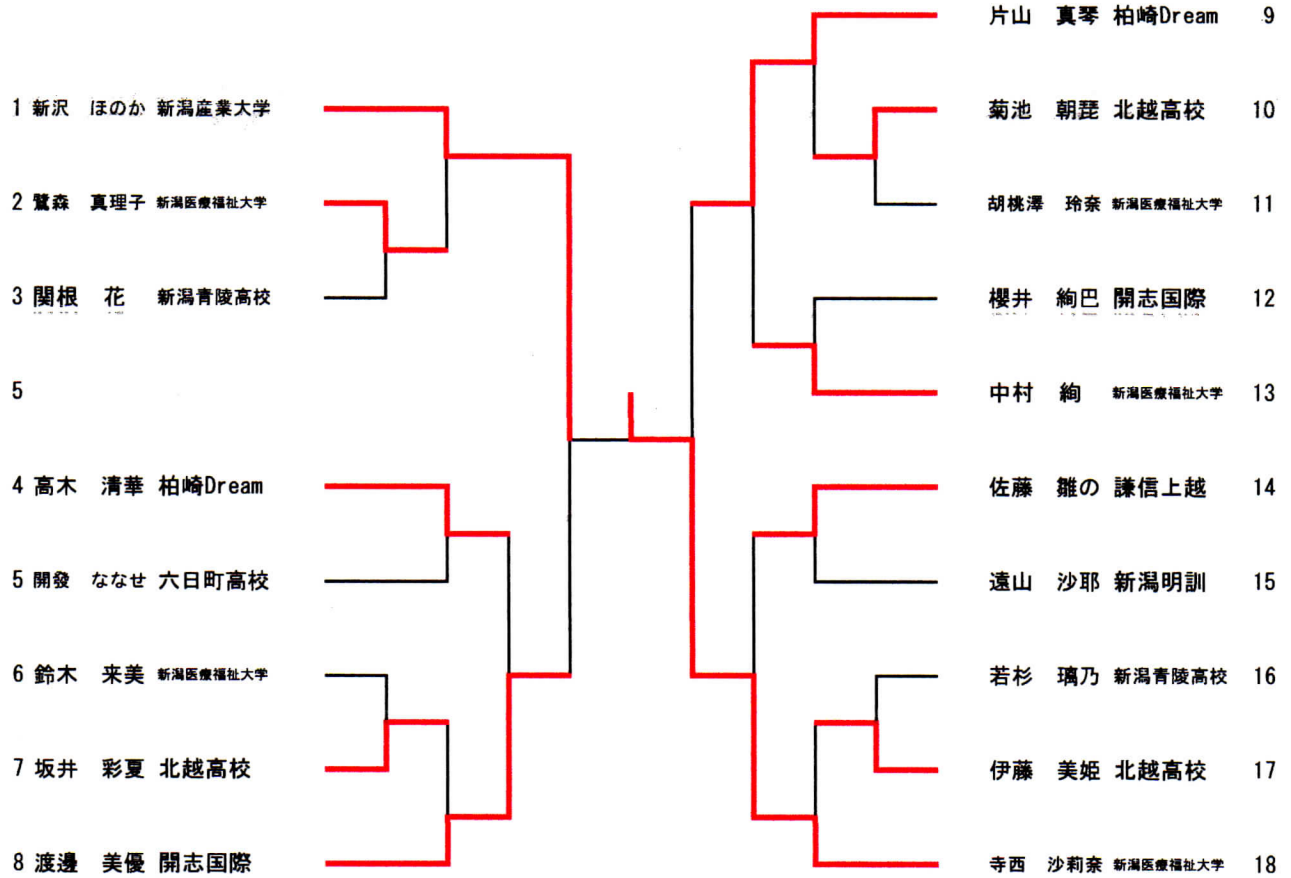 1 新沢 ほのか 新潟産業大学
2 鷲森 真理子 新潟医療福祉大学
3 関根 花 新潟青陵高校
5
4 高木 清華 柏崎Dream
5 開發 ななせ 六日町高校
6 鈴木 来美 新潟医療福祉大学
7 坂井 彩夏 北越高校
8 渡邊 美優 開志国際
片山 真琴 柏崎Dream 9
菊池 朝琵 北越高校 10
胡桃澤 玲奈 新潟医療福祉大学 11
櫻井 絢巴 開志国際 12
中村 絢 新潟医療福祉大学 13
佐藤 雛の 謙信上越 14
遠山 沙耶 新潟明訓 15
若杉 璃乃 新潟青陵高校 16
伊藤 美姫 北越高校 17
寺西 沙莉奈 新潟医療福祉大学 18